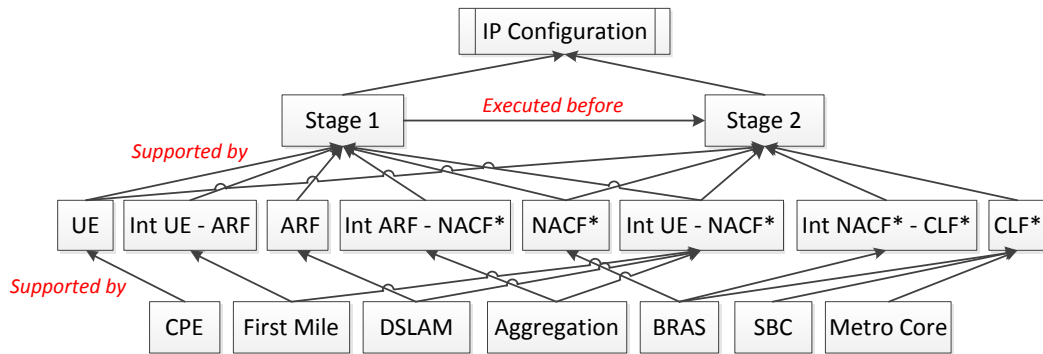 IP Configuration
Executed before
Stage 1
Stage 2
Supported by
UE
Int UE - ARF
ARF
Int ARF - NACF*
NACF*
Int UE - NACF*
Int NACF* - CLF*
CLF*
Supported by
CPE
First Mile
DSLAM
Aggregation
BRAS
SBC
Metro Core